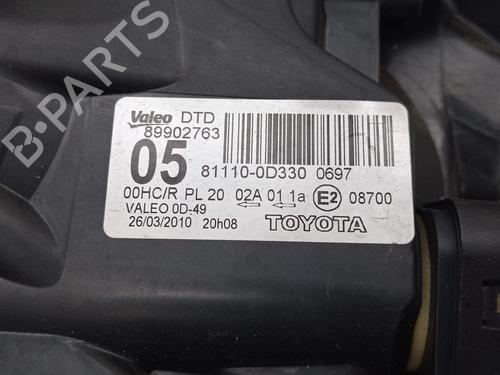 Valeo DTD
89902763
05
81110-0D330 0697
00HC/R PL 20 02A 01 1a E2 08700
VALEO 0D-49
26/03/2010 20h08 TOYOTA
B-PARTS